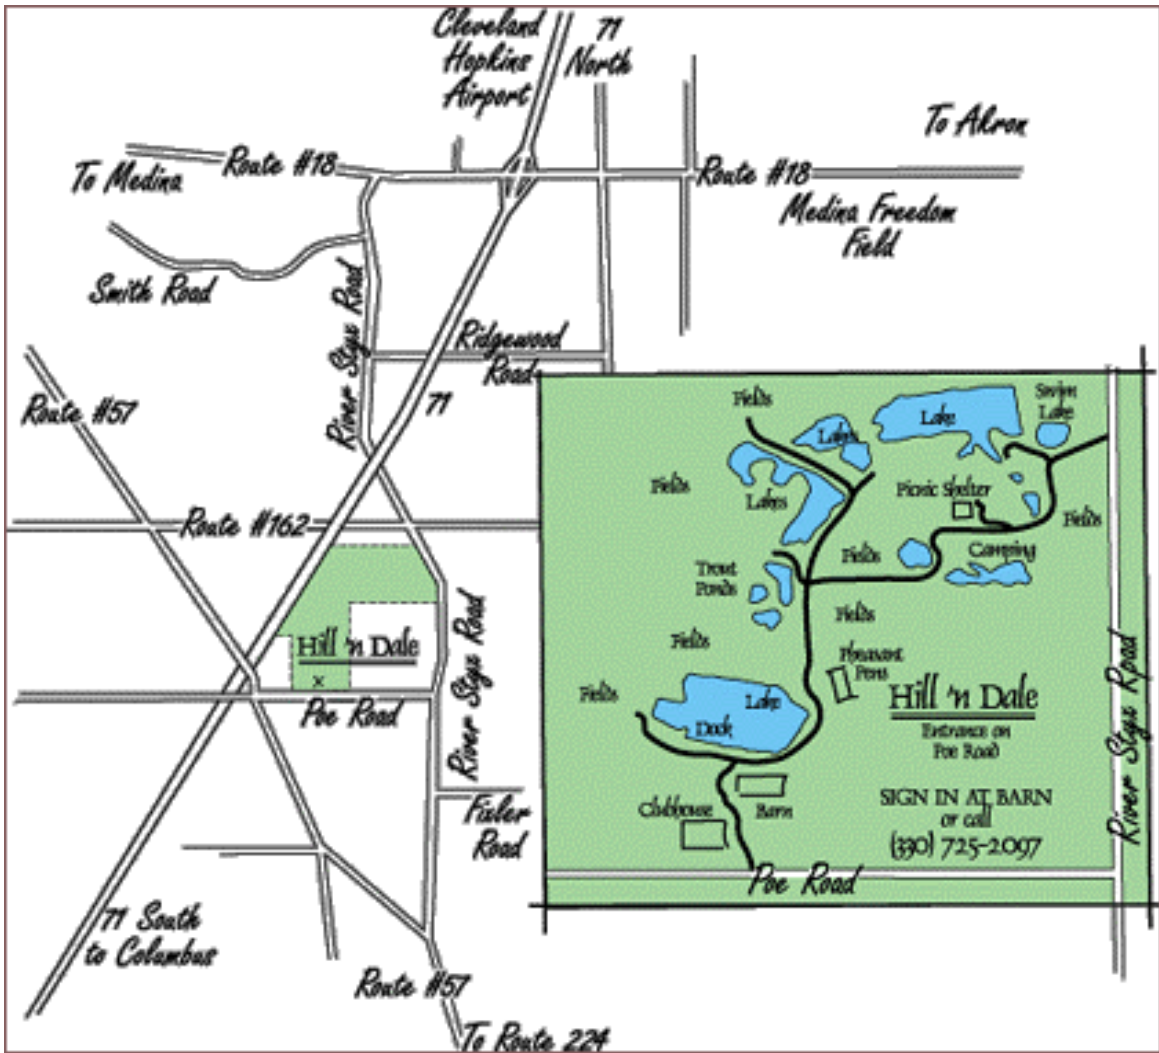 Cleveland
Hopkins
Airport
71
North
To Akron
Route #18
To Medina
Route #18
Medina Freedom
Field
Smith Road
River Styx Road
Ridgewood
Road
71
Route #57
Route #162
Hill 'n Dale
x
Poe Road
River Styx Road
Fixler
Road
71 South
to Columbus
Route #57
To Route 224
Fields
Lakes
Lake
Swim
Lake
Fields
Lakes
Picnic Shelter
Fields
Fields
Camping
Trout
Ponds
Fields
Fields
Pheasant
Pens
Fields
Lake
Dock
Hill 'n Dale
Entrance on
Poe Road
Clubhouse
Barn
SIGN IN AT BARN
or call
(330) 725-2097
Poe Road
River Styx Rpoad